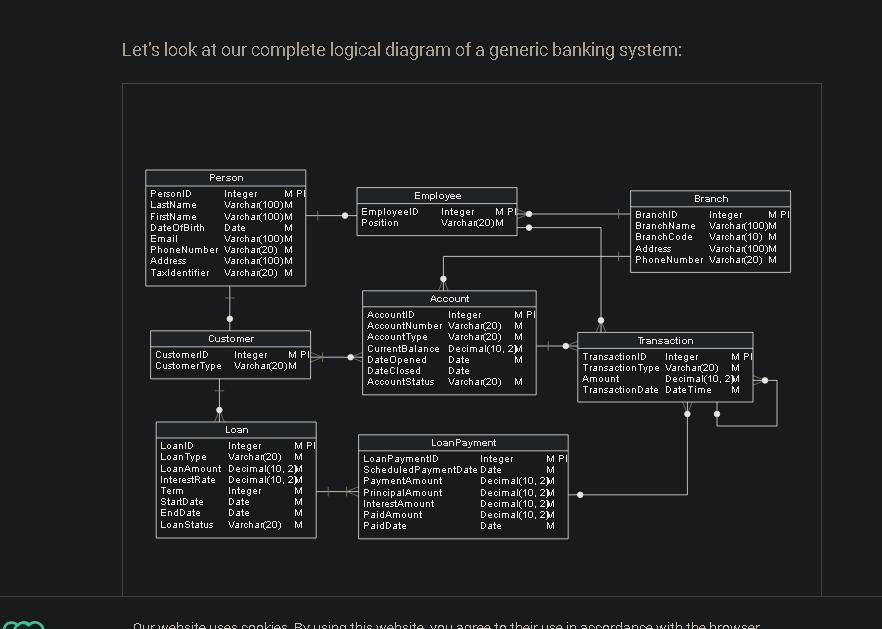 Let's look at our complete logical diagram of a generic banking system:
Person
PersonID Integer M PI
LastName Varchar(100) M
FirstName Varchar(100) M
DateOfBirth Date M
Email Varchar(100) M
PhoneNumber Varchar(20) M
Address Varchar(100) M
TaxIdentifier Varchar(20) M
Employee
EmployeeID Integer M PI
Position Varchar(20) M
Branch
BranchID Integer M PI
BranchName Varchar(100) M
BranchCode Varchar(10) M
Address Varchar(100) M
PhoneNumber Varchar(20) M
Customer
CustomerID Integer M PI
CustomerType Varchar(20) M
Account
AccountID Integer M PI
AccountNumber Varchar(20) M
AccountType Varchar(20) M
CurrentBalance Decimal(10, 2) M
DateOpened Date M
DateClosed Date
AccountStatus Varchar(20) M
Transaction
TransactionID Integer M PI
TransactionType Varchar(20) M
Amount Decimal(10, 2) M
TransactionDate DateTime M
Loan
LoanID Integer M PI
LoanType Varchar(20) M
LoanAmount Decimal(10, 2) M
InterestRate Decimal(10, 2) M
Term Integer M
StartDate Date M
EndDate Date M
LoanStatus Varchar(20) M
LoanPayment
LoanPaymentID Integer M PI
ScheduledPaymentDate Date M
PaymentAmount Decimal(10, 2) M
PrincipalAmount Decimal(10, 2) M
InterestAmount Decimal(10, 2) M
PaidAmount Decimal(10, 2) M
PaidDate Date M
Our website uses cookies. By using this website, you agree to their use in accordance with the browser